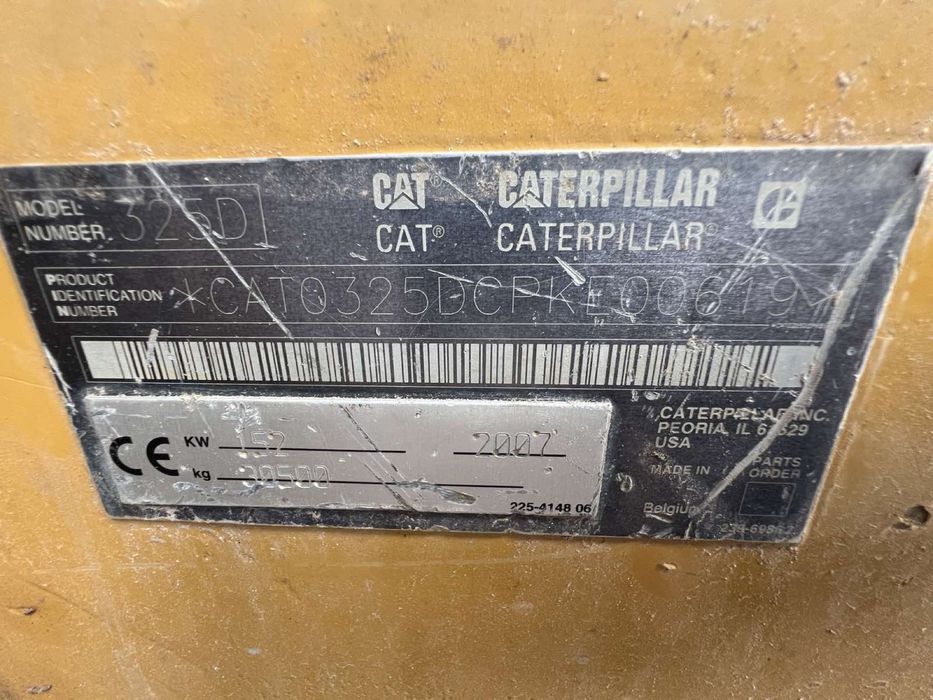 CAT CATERPILLAR
CAT® CATERPILLAR®
MODEL NUMBER 325D
PRODUCT IDENTIFICATION NUMBER *CAT0325DCPKE00619*
CE
KW 152 2007
kg 30500
225-4148 06
CATERPILLAR INC.
PEORIA, IL 61629
USA
MADE IN
Belgium
PARTS ORDER